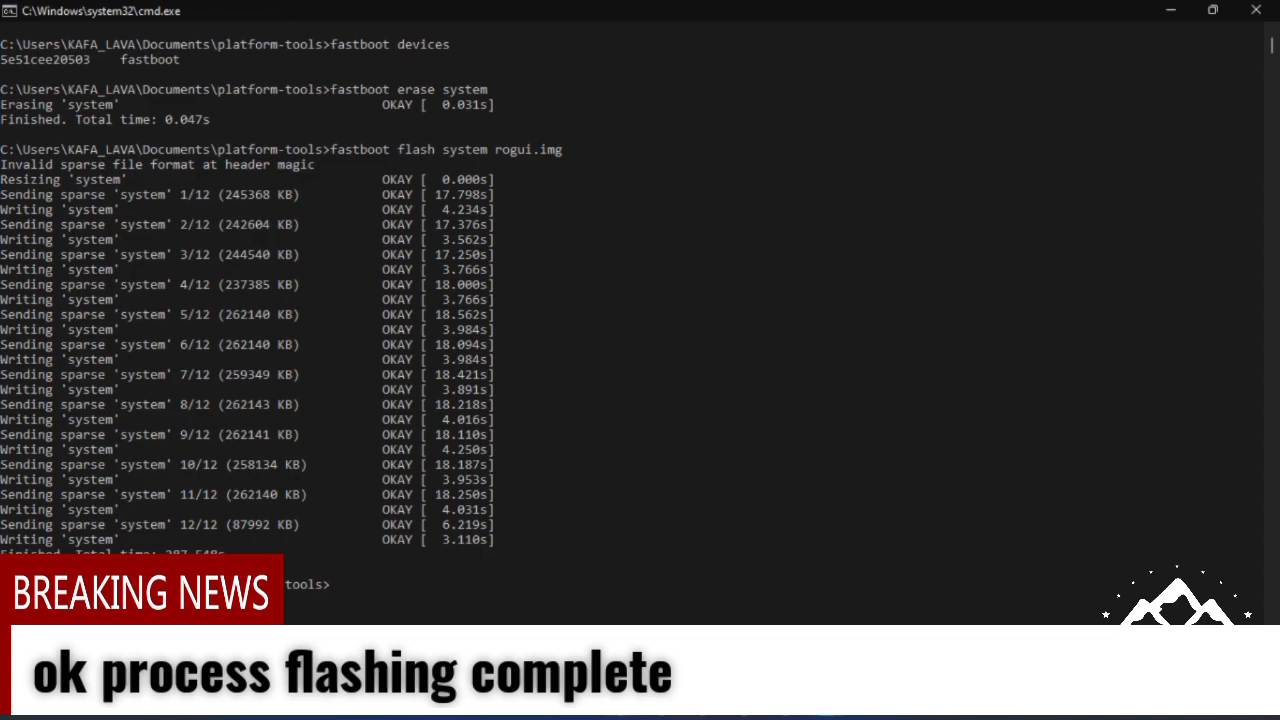 C:\Windows\system32\cmd.exe
C:\Users\KAFA_LAVA\Documents\platform-tools>fastboot devices
5e51cee20503    fastboot
C:\Users\KAFA_LAVA\Documents\platform-tools>fastboot erase system
Erasing 'system'                                   OKAY [  0.031s]
Finished. Total time: 0.047s
C:\Users\KAFA_LAVA\Documents\platform-tools>fastboot flash system rogui.img
Invalid sparse file format at header magic
Resizing 'system'                                  OKAY [  0.000s]
Sending sparse 'system' 1/12 (245368 KB)           OKAY [ 17.798s]
Writing 'system'                                   OKAY [  4.234s]
Sending sparse 'system' 2/12 (242604 KB)           OKAY [ 17.376s]
Writing 'system'                                   OKAY [  3.562s]
Sending sparse 'system' 3/12 (244540 KB)           OKAY [ 17.250s]
Writing 'system'                                   OKAY [  3.766s]
Sending sparse 'system' 4/12 (237385 KB)           OKAY [ 18.000s]
Writing 'system'                                   OKAY [  3.766s]
Sending sparse 'system' 5/12 (262140 KB)           OKAY [ 18.562s]
Writing 'system'                                   OKAY [  3.984s]
Sending sparse 'system' 6/12 (262140 KB)           OKAY [ 18.094s]
Writing 'system'                                   OKAY [  3.984s]
Sending sparse 'system' 7/12 (259349 KB)           OKAY [ 18.421s]
Writing 'system'                                   OKAY [  3.891s]
Sending sparse 'system' 8/12 (262143 KB)           OKAY [ 18.218s]
Writing 'system'                                   OKAY [  4.016s]
Sending sparse 'system' 9/12 (262141 KB)           OKAY [ 18.110s]
Writing 'system'                                   OKAY [  4.250s]
Sending sparse 'system' 10/12 (258134 KB)          OKAY [ 18.187s]
Writing 'system'                                   OKAY [  3.953s]
Sending sparse 'system' 11/12 (262140 KB)          OKAY [ 18.250s]
Writing 'system'                                   OKAY [  4.031s]
Sending sparse 'system' 12/12 (87992 KB)           OKAY [  6.219s]
Writing 'system'                                   OKAY [  3.110s]
Finished. Total time:
tools>
BREAKING NEWS
ok process flashing complete